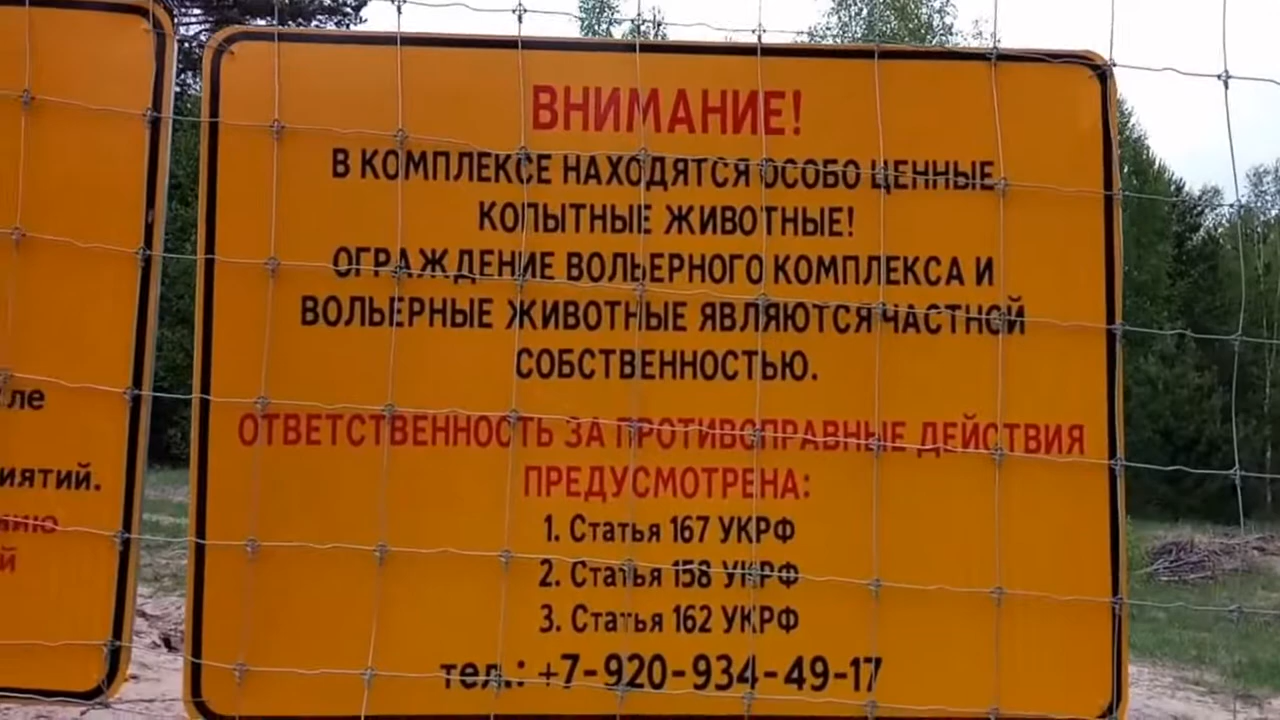 ле
иятий.
нию
й
ВНИМАНИЕ!
В КОМПЛЕКСЕ НАХОДЯТСЯ ОСОБО ЦЕННЫЕ
КОПЫТНЫЕ ЖИВОТНЫЕ!
ОГРАЖДЕНИЕ ВОЛЬЕРНОГО КОМПЛЕКСА И
ВОЛЬЕРНЫЕ ЖИВОТНЫЕ ЯВЛЯЮТСЯ ЧАСТНОЙ
СОБСТВЕННОСТЬЮ.
ОТВЕТСТВЕННОСТЬ ЗА ПРОТИВОПРАВНЫЕ ДЕЙСТВИЯ
ПРЕДУСМОТРЕНА:
1. Статья 167 УКРФ
2. Статья 158 УКРФ
3. Статья 162 УКРФ
тел.: +7-920-934-49-17